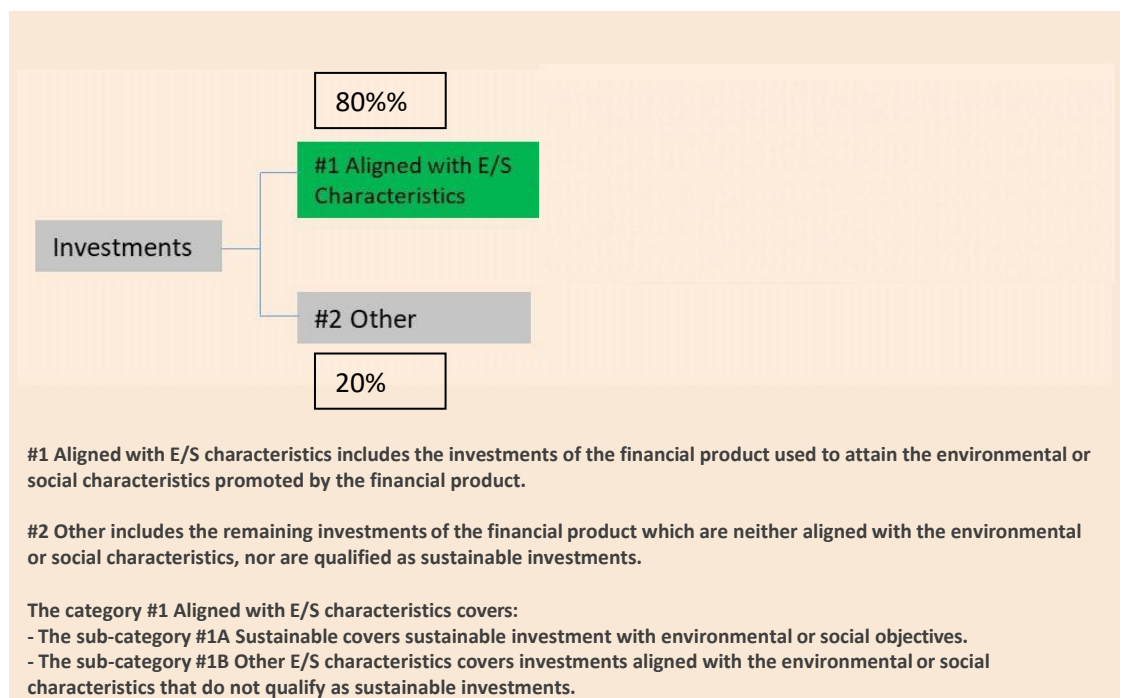 80%%
#1 Aligned with E/S
Characteristics
Investments
#2 Other
20%
#1 Aligned with E/S characteristics includes the investments of the financial product used to attain the environmental or
social characteristics promoted by the financial product.
#2 Other includes the remaining investments of the financial product which are neither aligned with the environmental
or social characteristics, nor are qualified as sustainable investments.
The category #1 Aligned with E/S characteristics covers:
- The sub-category #1A Sustainable covers sustainable investment with environmental or social objectives.
- The sub-category #1B Other E/S characteristics covers investments aligned with the environmental or social
characteristics that do not qualify as sustainable investments.